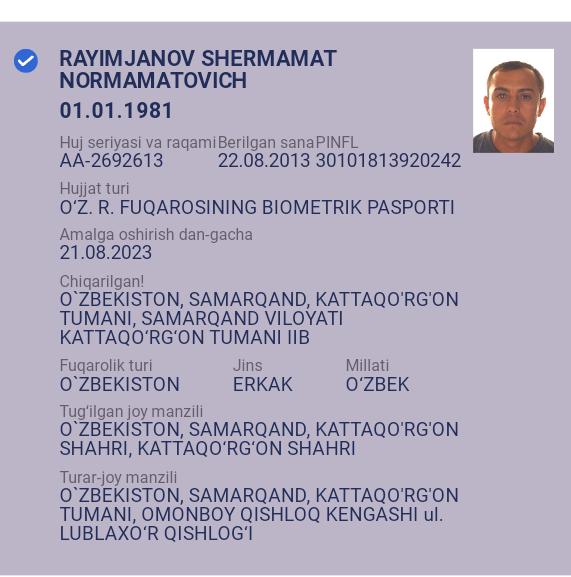 RAYIMJANOV SHERMAMAT
NORMAMATOVICH
01.01.1981
Huj seriyasi va raqami Berilgan sana PINFL
AA-2692613 22.08.2013 30101813920242
Hujjat turi
O‘Z. R. FUQAROSINING BIOMETRIK PASPORTI
Amalga oshirish dan-gacha
21.08.2023
Chiqarilgan!
O`ZBEKISTON, SAMARQAND, KATTAQO'RG'ON
TUMANI, SAMARQAND VILOYATI
KATTAQO‘RG‘ON TUMANI IIB
Fuqarolik turi Jins Millati
O`ZBEKISTON ERKAK O‘ZBEK
Tug‘ilgan joy manzili
O`ZBEKISTON, SAMARQAND, KATTAQO'RG'ON
SHAHRI, KATTAQO‘RG‘ON SHAHRI
Turar-joy manzili
O`ZBEKISTON, SAMARQAND, KATTAQO'RG'ON
TUMANI, OMONBOY QISHLOQ KENGASHI ul.
LUBLAXO‘R QISHLOG‘I